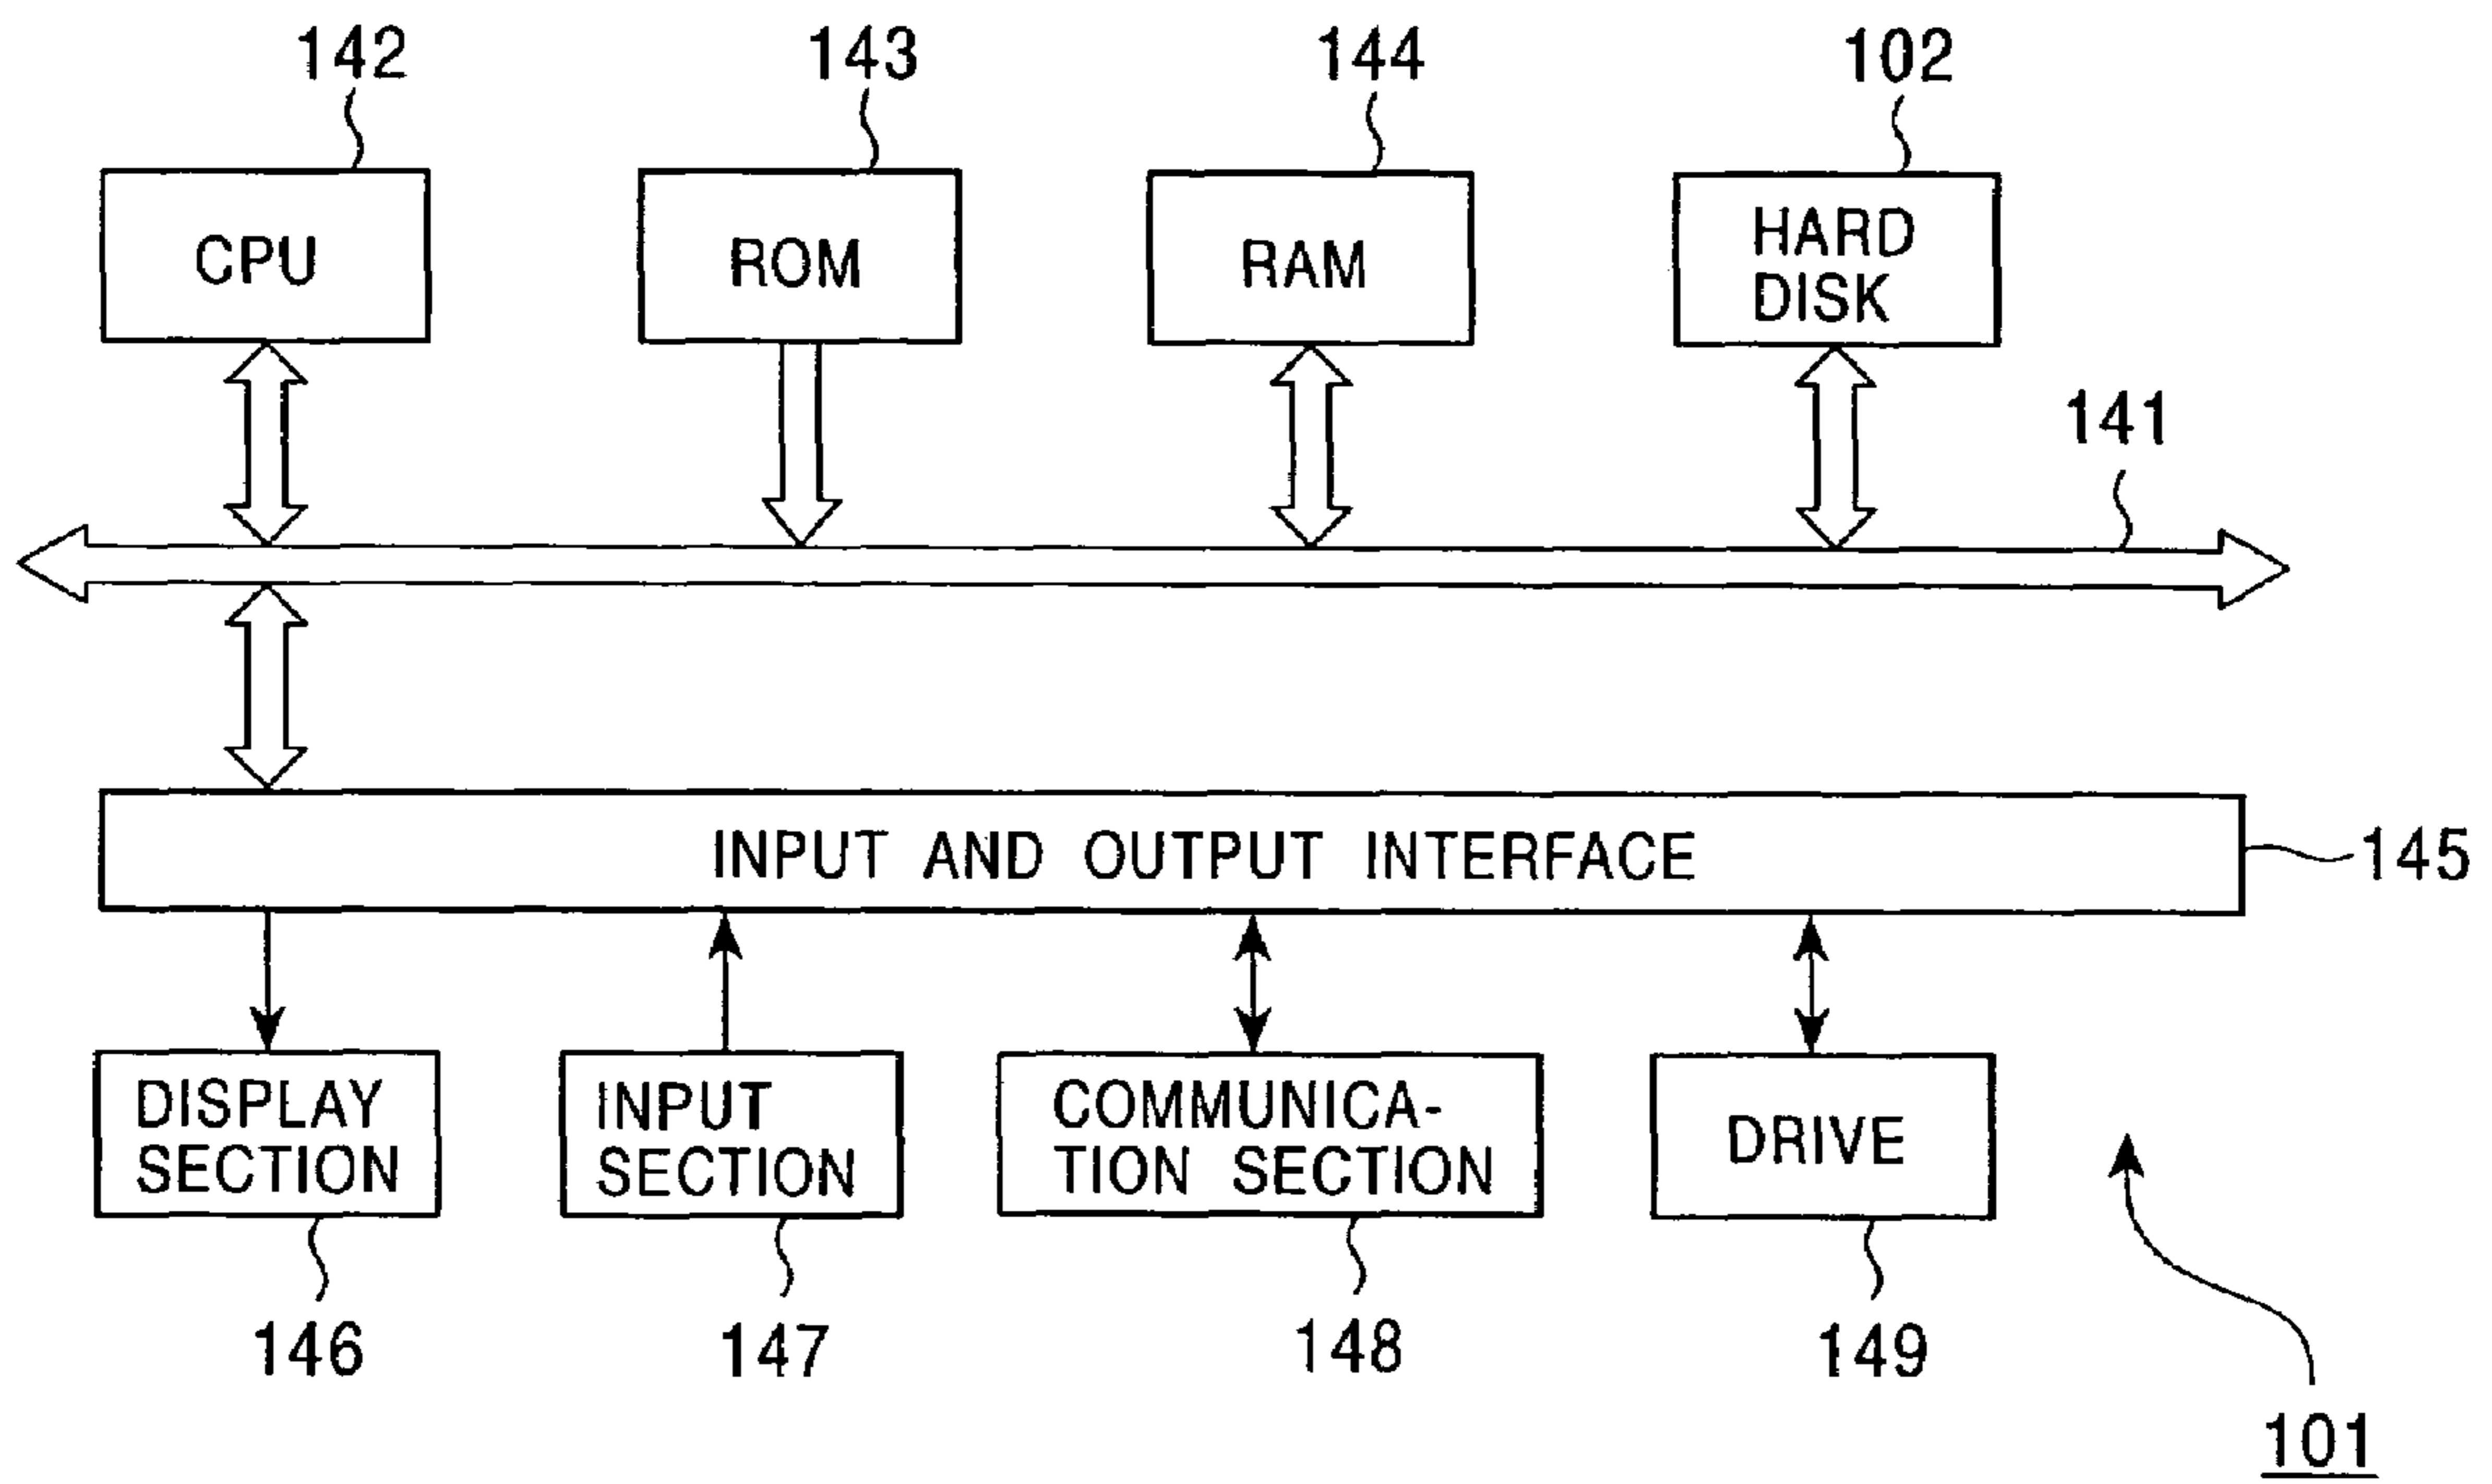 142
143
144
102
CPU
ROM
RAM
HARD
DISK
141
INPUT AND OUTPUT INTERFACE
145
DISPLAY
SECTION
INPUT
SECTION
COMMUNICA-
TION SECTION
DRIVE
146
147
148
149
101